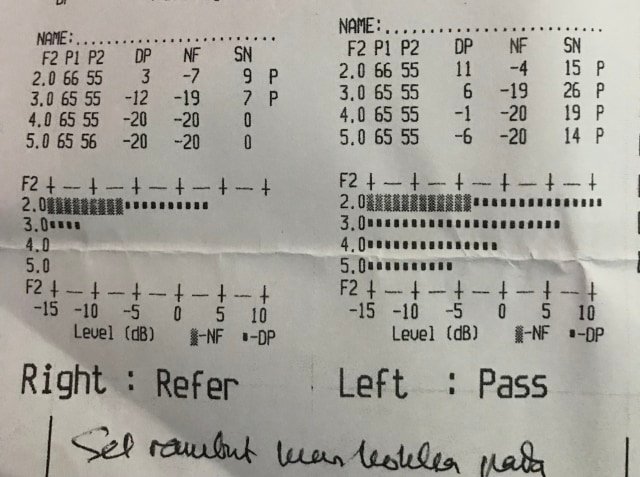 DP
NAME:..........................
F2 P1 P2 DP NF SN
2.0 66 55 3 -7 9 P
3.0 65 55 -12 -19 7 P
4.0 65 55 -20 -20 0
5.0 65 56 -20 -20 0
F2
2.0
3.0
4.0
5.0
F2
-15 -10 -5 0 5 10
Level (dB) -NF -DP
Right : Refer
NAME:..........................
F2 P1 P2 DP NF SN
2.0 66 55 11 -4 15 P
3.0 65 55 6 -19 26 P
4.0 65 55 -1 -20 19 P
5.0 65 55 -6 -20 14 P
F2
2.0
3.0
4.0
5.0
F2
-15 -10 -5 0 5 10
Level (dB) -NF -DP
Left : Pass
Sel rambut luar koklea pada